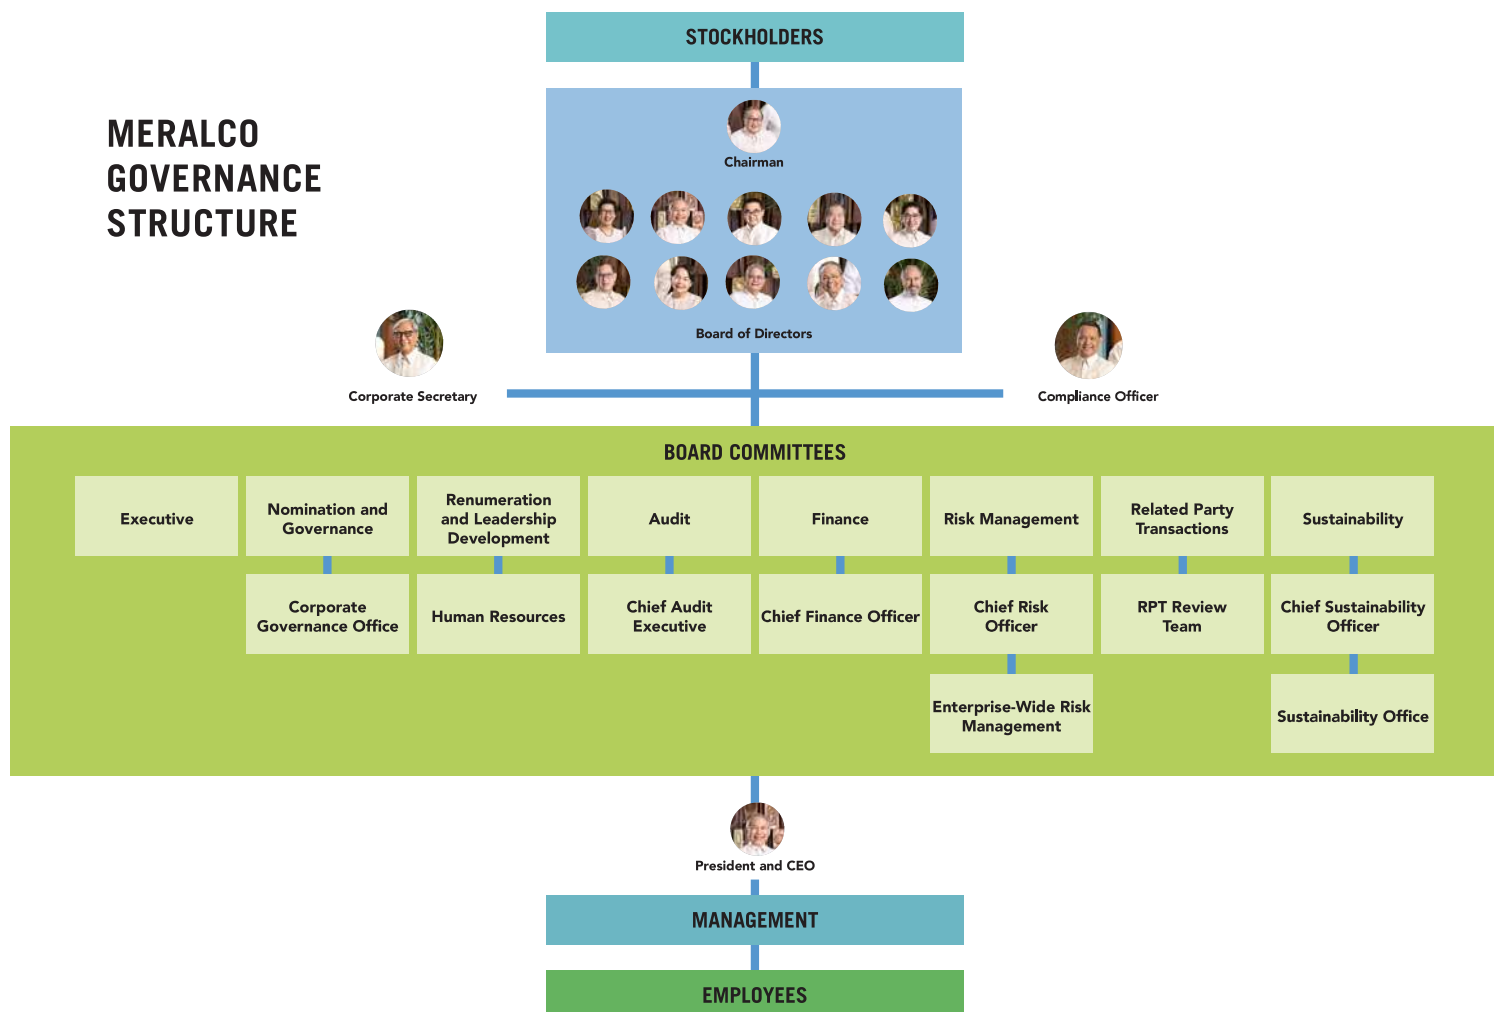 STOCKHOLDERS
MERALCO
GOVERNANCE
STRUCTURE
Chairman
Board of Directors
Corporate Secretary
Compliance Officer
BOARD COMMITTEES
Executive
Nomination and
Governance
Renumeration
and Leadership
Development
Audit
Finance
Risk Management
Related Party
Transactions
Sustainability
Corporate
Governance Office
Human Resources
Chief Audit
Executive
Chief Finance Officer
Chief Risk
Officer
RPT Review
Team
Chief Sustainability
Officer
Enterprise-Wide Risk
Management
Sustainability Office
President and CEO
MANAGEMENT
EMPLOYEES